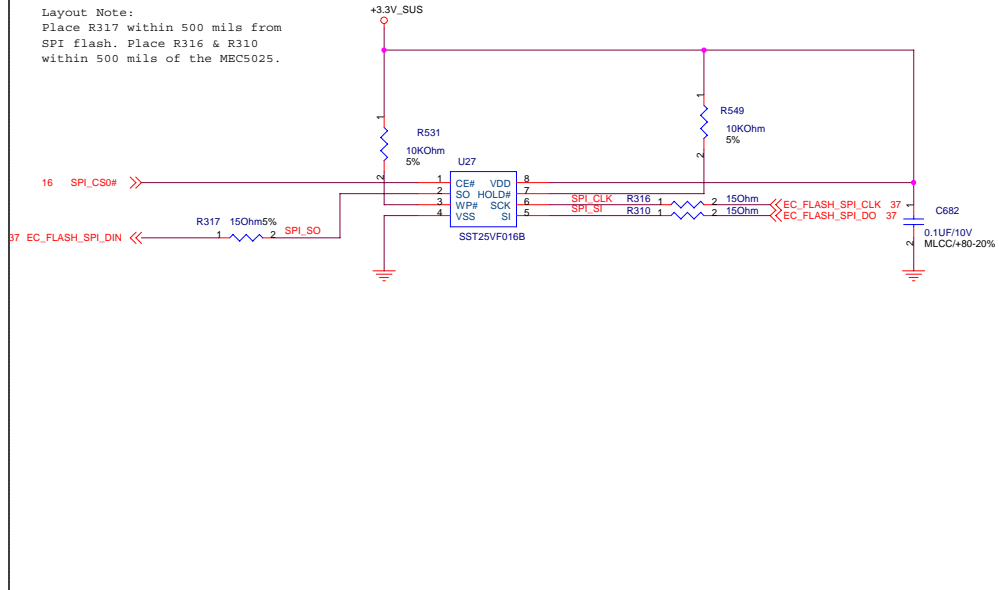 Layout Note:
Place R317 within 500 mils from
SPI flash. Place R316 & R310
within 500 mils of the MEC5025.
+3.3V_SUS
1
R531
10KOhm
5%
2
1
R549
10KOhm
5%
2
U27
16 SPI_CS0#
1 CE# VDD 8
2 SO HOLD# 7
3 WP# SCK 6
4 VSS SI 5
SST25VF016B
SPI_CLK R316 1 2 15Ohm EC_FLASH_SPI_CLK 37
SPI_SI R310 1 2 15Ohm EC_FLASH_SPI_DO 37
R317 15Ohm5%
37 EC_FLASH_SPI_DIN 1 2 SPI_SO
1
C682
0.1UF/10V
2
MLCC/+80-20%